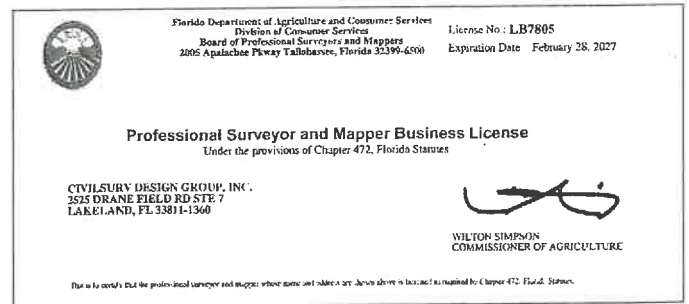 Florida Department of Agriculture and Consumer Services
Division of Consumer Services
Board of Professional Surveyors and Mappers
2005 Apalachee Pkway Tallahassee, Florida 32399-6500
License No.: LB7805
Expiration Date February 28, 2027
Professional Surveyor and Mapper Business License
Under the provisions of Chapter 472, Florida Statutes
CIVILSURV DESIGN GROUP, INC.
2525 DRANE FIELD RD STE 7
LAKELAND, FL 33811-1360
WILTON SIMPSON
COMMISSIONER OF AGRICULTURE
This is to certify that the professional surveyor and mapper whose name and address are shown above is licensed as required by Chapter 472, Florida Statutes.